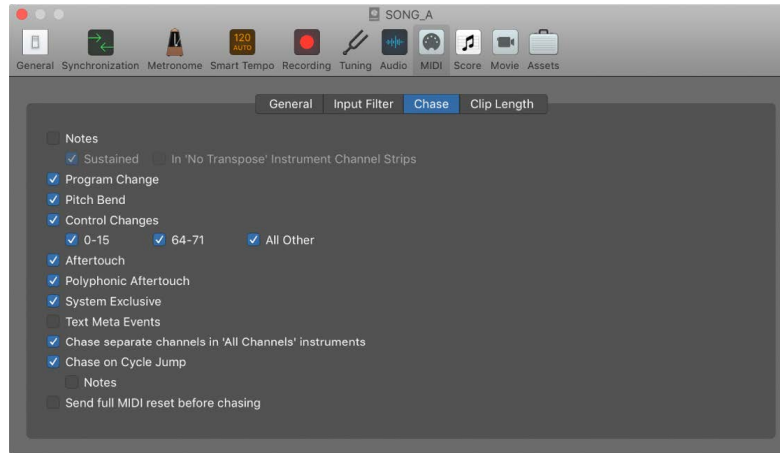 SONG_A
120
AUTO
General Synchronization Metronome Smart Tempo Recording Tuning Audio MIDI Score Movie Assets
General Input Filter Chase Clip Length
Notes
Sustained In 'No Transpose' Instrument Channel Strips
Program Change
Pitch Bend
Control Changes
0-15 64-71 All Other
Aftertouch
Polyphonic Aftertouch
System Exclusive
Text Meta Events
Chase separate channels in 'All Channels' instruments
Chase on Cycle Jump
Notes
Send full MIDI reset before chasing